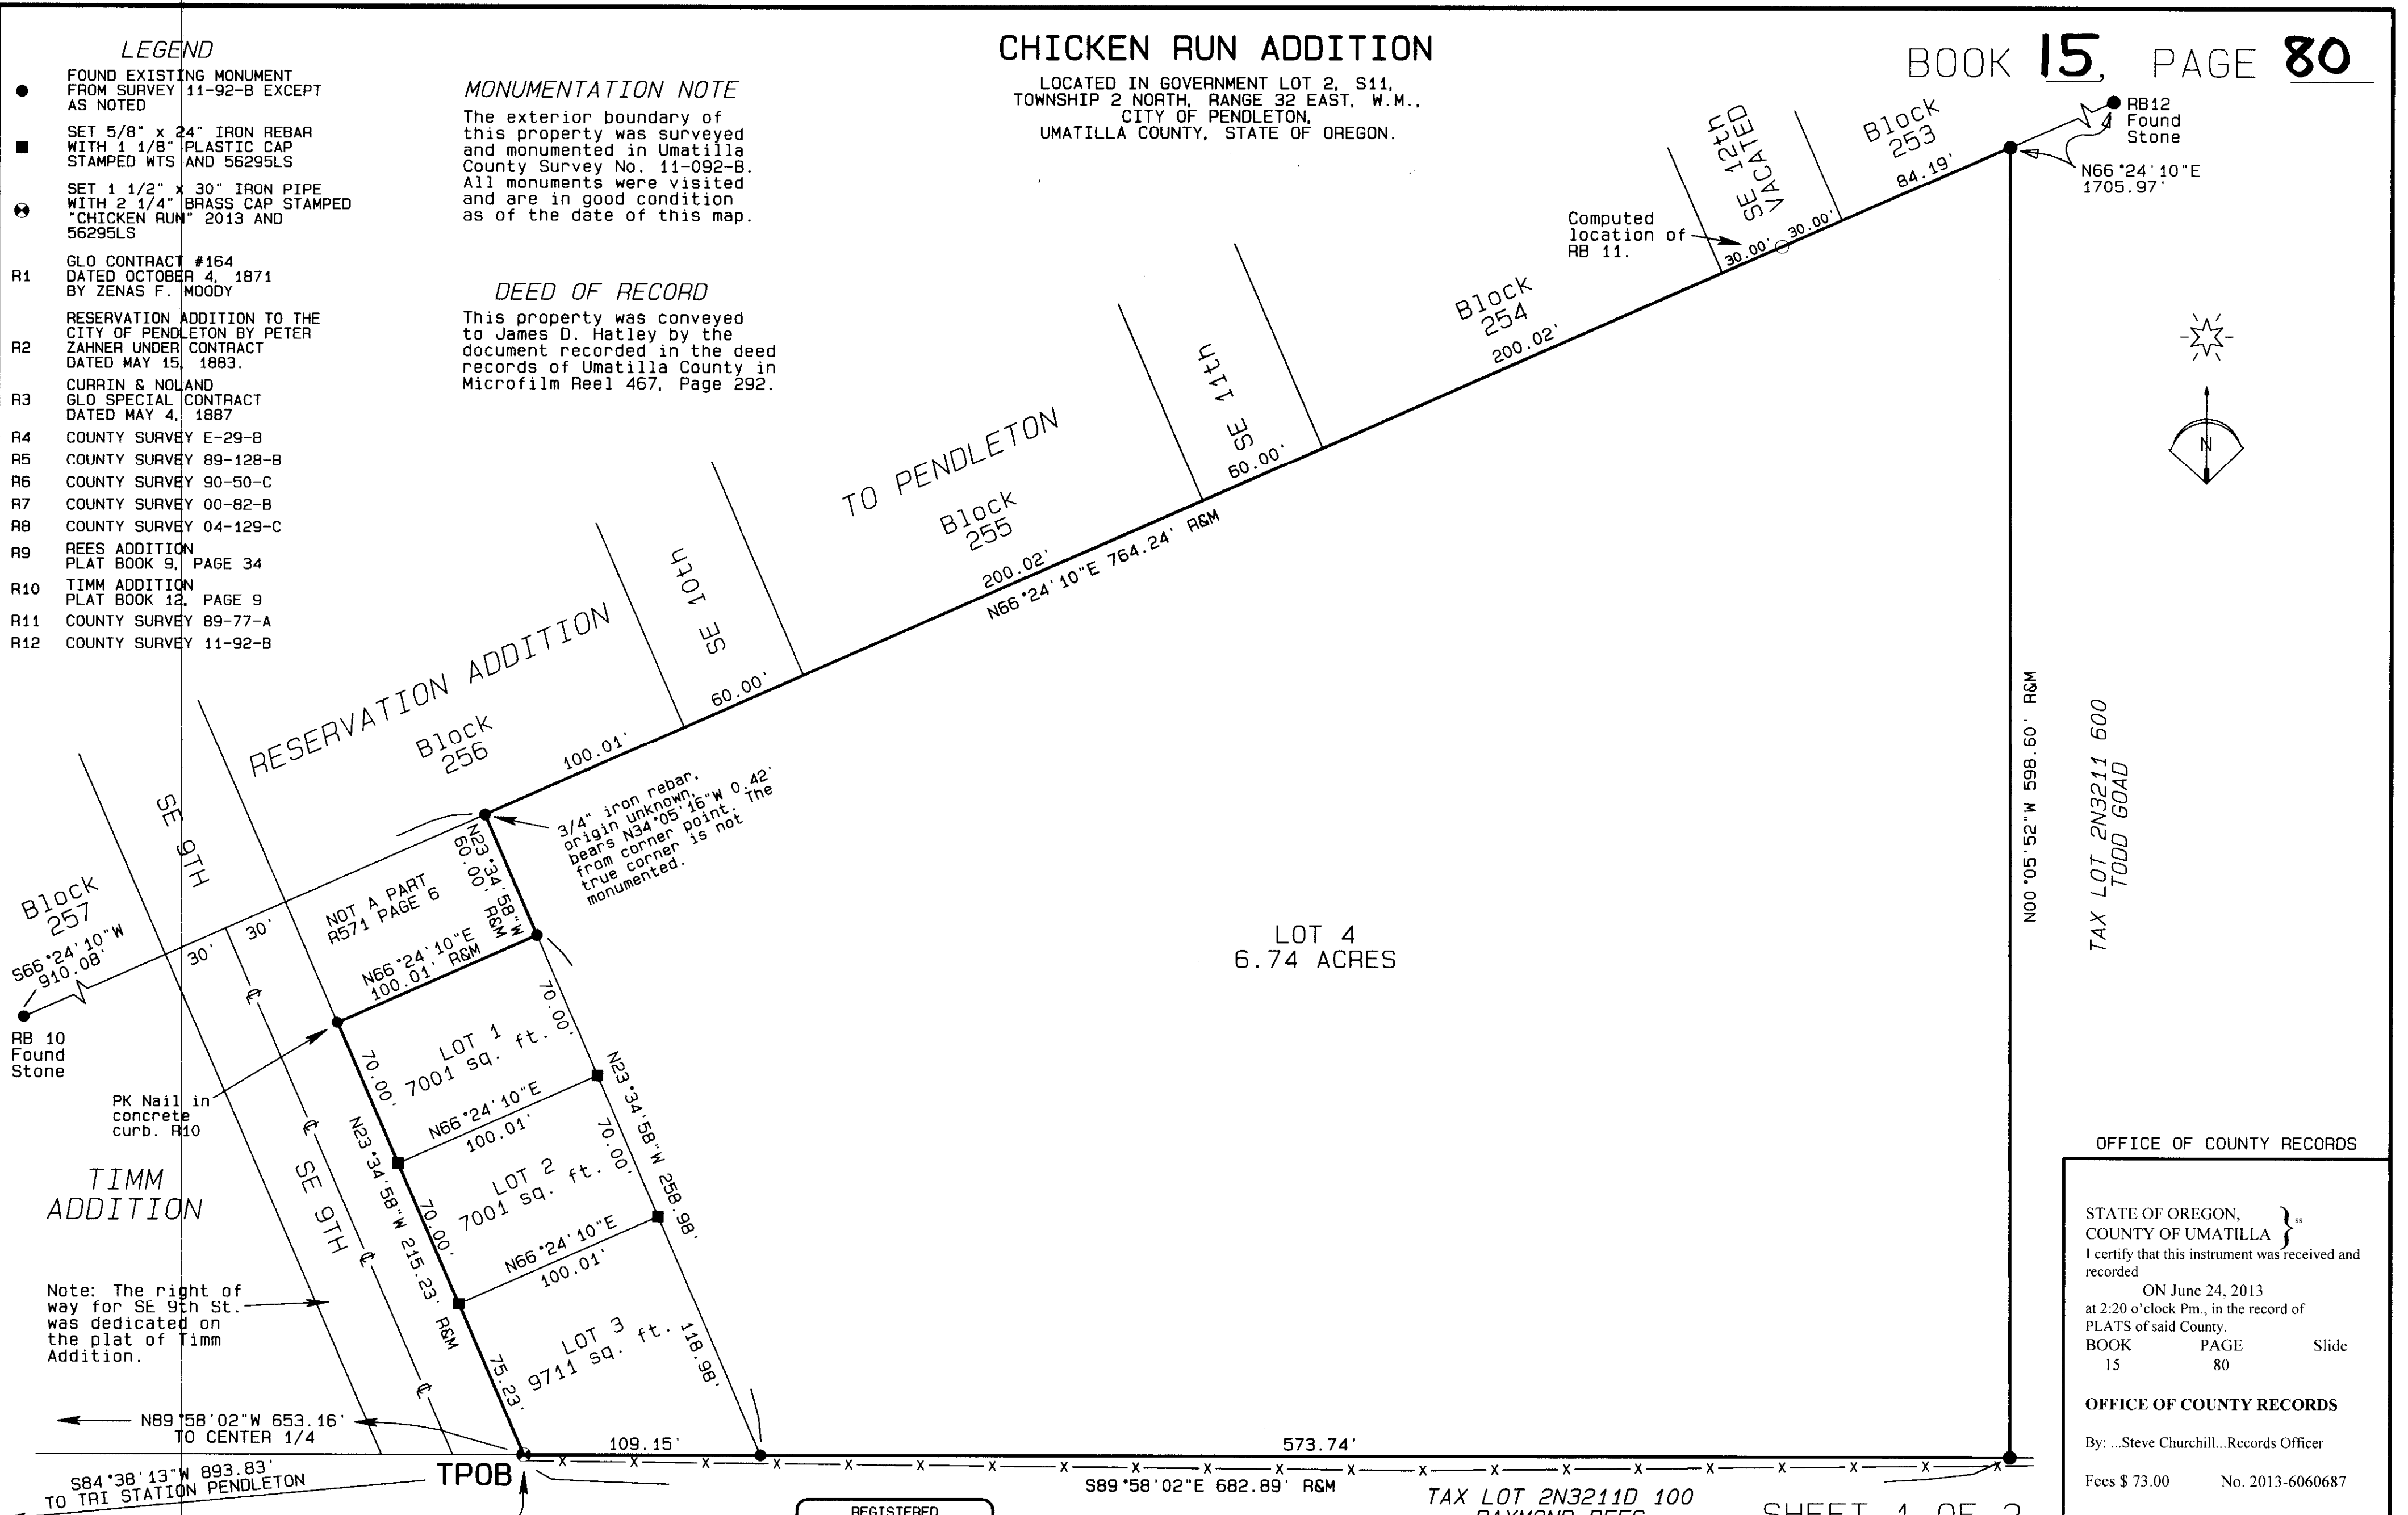 LEGEND
FOUND EXISTING MONUMENT
FROM SURVEY 11-92-B EXCEPT
AS NOTED
SET 5/8" x 24" IRON REBAR
WITH 1 1/8" PLASTIC CAP
STAMPED WTS AND 56295LS
SET 1 1/2" x 30" IRON PIPE
WITH 2 1/4" BRASS CAP STAMPED
"CHICKEN RUN" 2013 AND
56295LS
R1 GLO CONTRACT #164
DATED OCTOBER 4, 1871
BY ZENAS F. MOODY
R2 RESERVATION ADDITION TO THE
CITY OF PENDLETON BY PETER
ZAHNER UNDER CONTRACT
DATED MAY 15, 1883.
R3 CURRIN & NOLAND
GLO SPECIAL CONTRACT
DATED MAY 4, 1887
R4 COUNTY SURVEY E-29-B
R5 COUNTY SURVEY 89-128-B
R6 COUNTY SURVEY 90-50-C
R7 COUNTY SURVEY 00-82-B
R8 COUNTY SURVEY 04-129-C
R9 REES ADDITION
PLAT BOOK 9, PAGE 34
R10 TIMM ADDITION
PLAT BOOK 12, PAGE 9
R11 COUNTY SURVEY 89-77-A
R12 COUNTY SURVEY 11-92-B
MONUMENTATION NOTE
The exterior boundary of
this property was surveyed
and monumented in Umatilla
County Survey No. 11-092-B.
All monuments were visited
and are in good condition
as of the date of this map.
DEED OF RECORD
This property was conveyed
to James D. Hatley by the
document recorded in the deed
records of Umatilla County in
Microfilm Reel 467, Page 292.
CHICKEN RUN ADDITION
LOCATED IN GOVERNMENT LOT 2, S11,
TOWNSHIP 2 NORTH, RANGE 32 EAST, W.M.,
CITY OF PENDLETON,
UMATILLA COUNTY, STATE OF OREGON.
BOOK 15, PAGE 80
RB12
Found
Stone
N66°24'10"E
1705.97'
Block
253
84.19'
SE 12th
VACATED
30.00'
30.00'
Computed
location of
RB 11.
Block
254
200.02'
SE 11th
60.00'
TO PENDLETON
Block
255
200.02'
N66°24'10"E 764.24' R&M
SE 10th
60.00'
RESERVATION ADDITION
Block
256
100.01'
3/4" iron rebar,
origin unknown,
bears N34°05'16"W 0.42'
from corner point. The
true corner is not
monumented.
N23°34'58"W
60.00' R&M
NOT A PART
R571 PAGE 6
N66°24'10"E
100.01' R&M
SE 9TH
Block
257
S66°24'10"W
910.08'
30'
30'
RB 10
Found
Stone
PK Nail in
concrete
curb. R10
TIMM
ADDITION
SE 9TH
Note: The right of
way for SE 9th St.
was dedicated on
the plat of Timm
Addition.
LOT 1
7001 sq. ft.
70.00'
70.00'
N66°24'10"E
100.01'
LOT 2
7001 sq. ft.
70.00'
70.00'
N66°24'10"E
100.01'
LOT 3
9711 sq. ft.
75.23'
118.98'
N23°34'58"W 215.23' R&M
N23°34'58"W 258.98'
LOT 4
6.74 ACRES
N00°05'52"W 598.60' R&M
TAX LOT 2N3211 600
TODD GOAD
N
N89°58'02"W 653.16'
TO CENTER 1/4
S84°38'13"W 893.83'
TO TRI STATION PENDLETON
TPOB
109.15'
573.74'
S89°58'02"E 682.89' R&M
TAX LOT 2N3211D 100
RAYMOND REES
REGISTERED
SHEET 1 OF 2
OFFICE OF COUNTY RECORDS
STATE OF OREGON,
COUNTY OF UMATILLA } ss
I certify that this instrument was received and
recorded
ON June 24, 2013
at 2:20 o'clock Pm., in the record of
PLATS of said County.
BOOK PAGE Slide
15 80
OFFICE OF COUNTY RECORDS
By: ...Steve Churchill...Records Officer
Fees $ 73.00 No. 2013-6060687